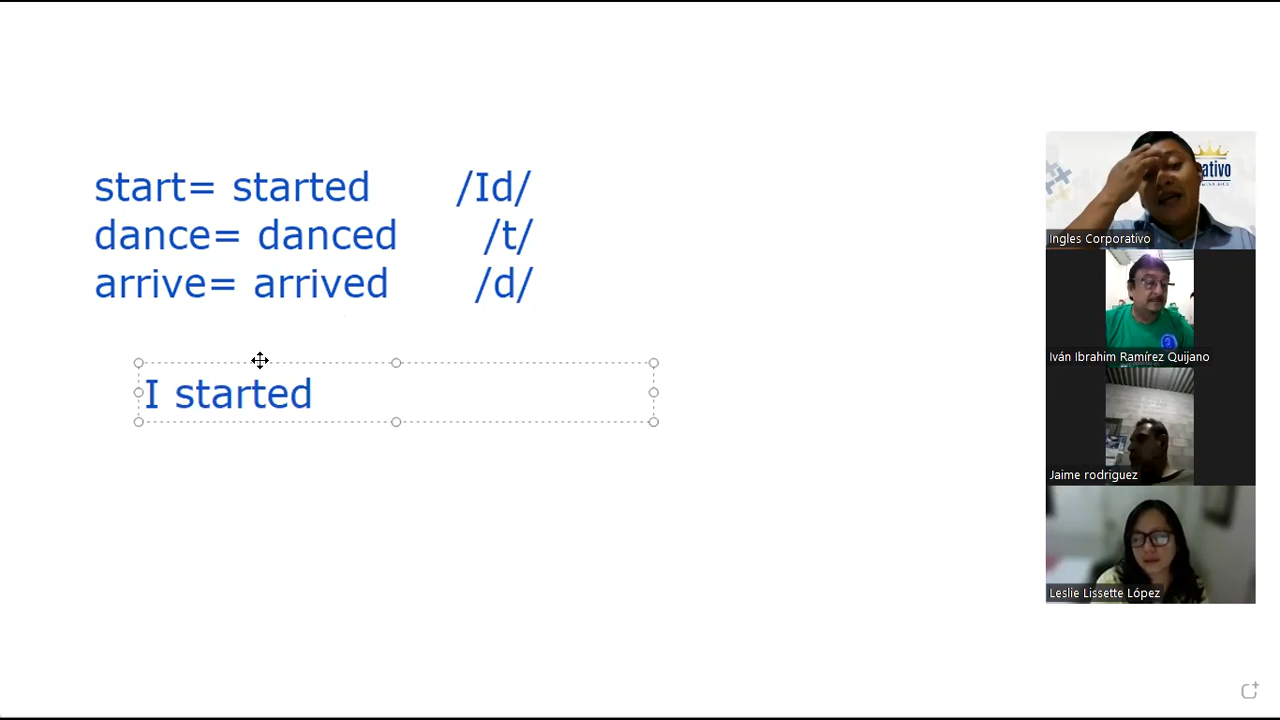 start= started /Id/
dance= danced /t/
arrive= arrived /d/
I started
ativo
Ingles Corporativo
Iván Ibrahim Ramírez Quijano
Jaime rodriguez
Leslie Lissette López